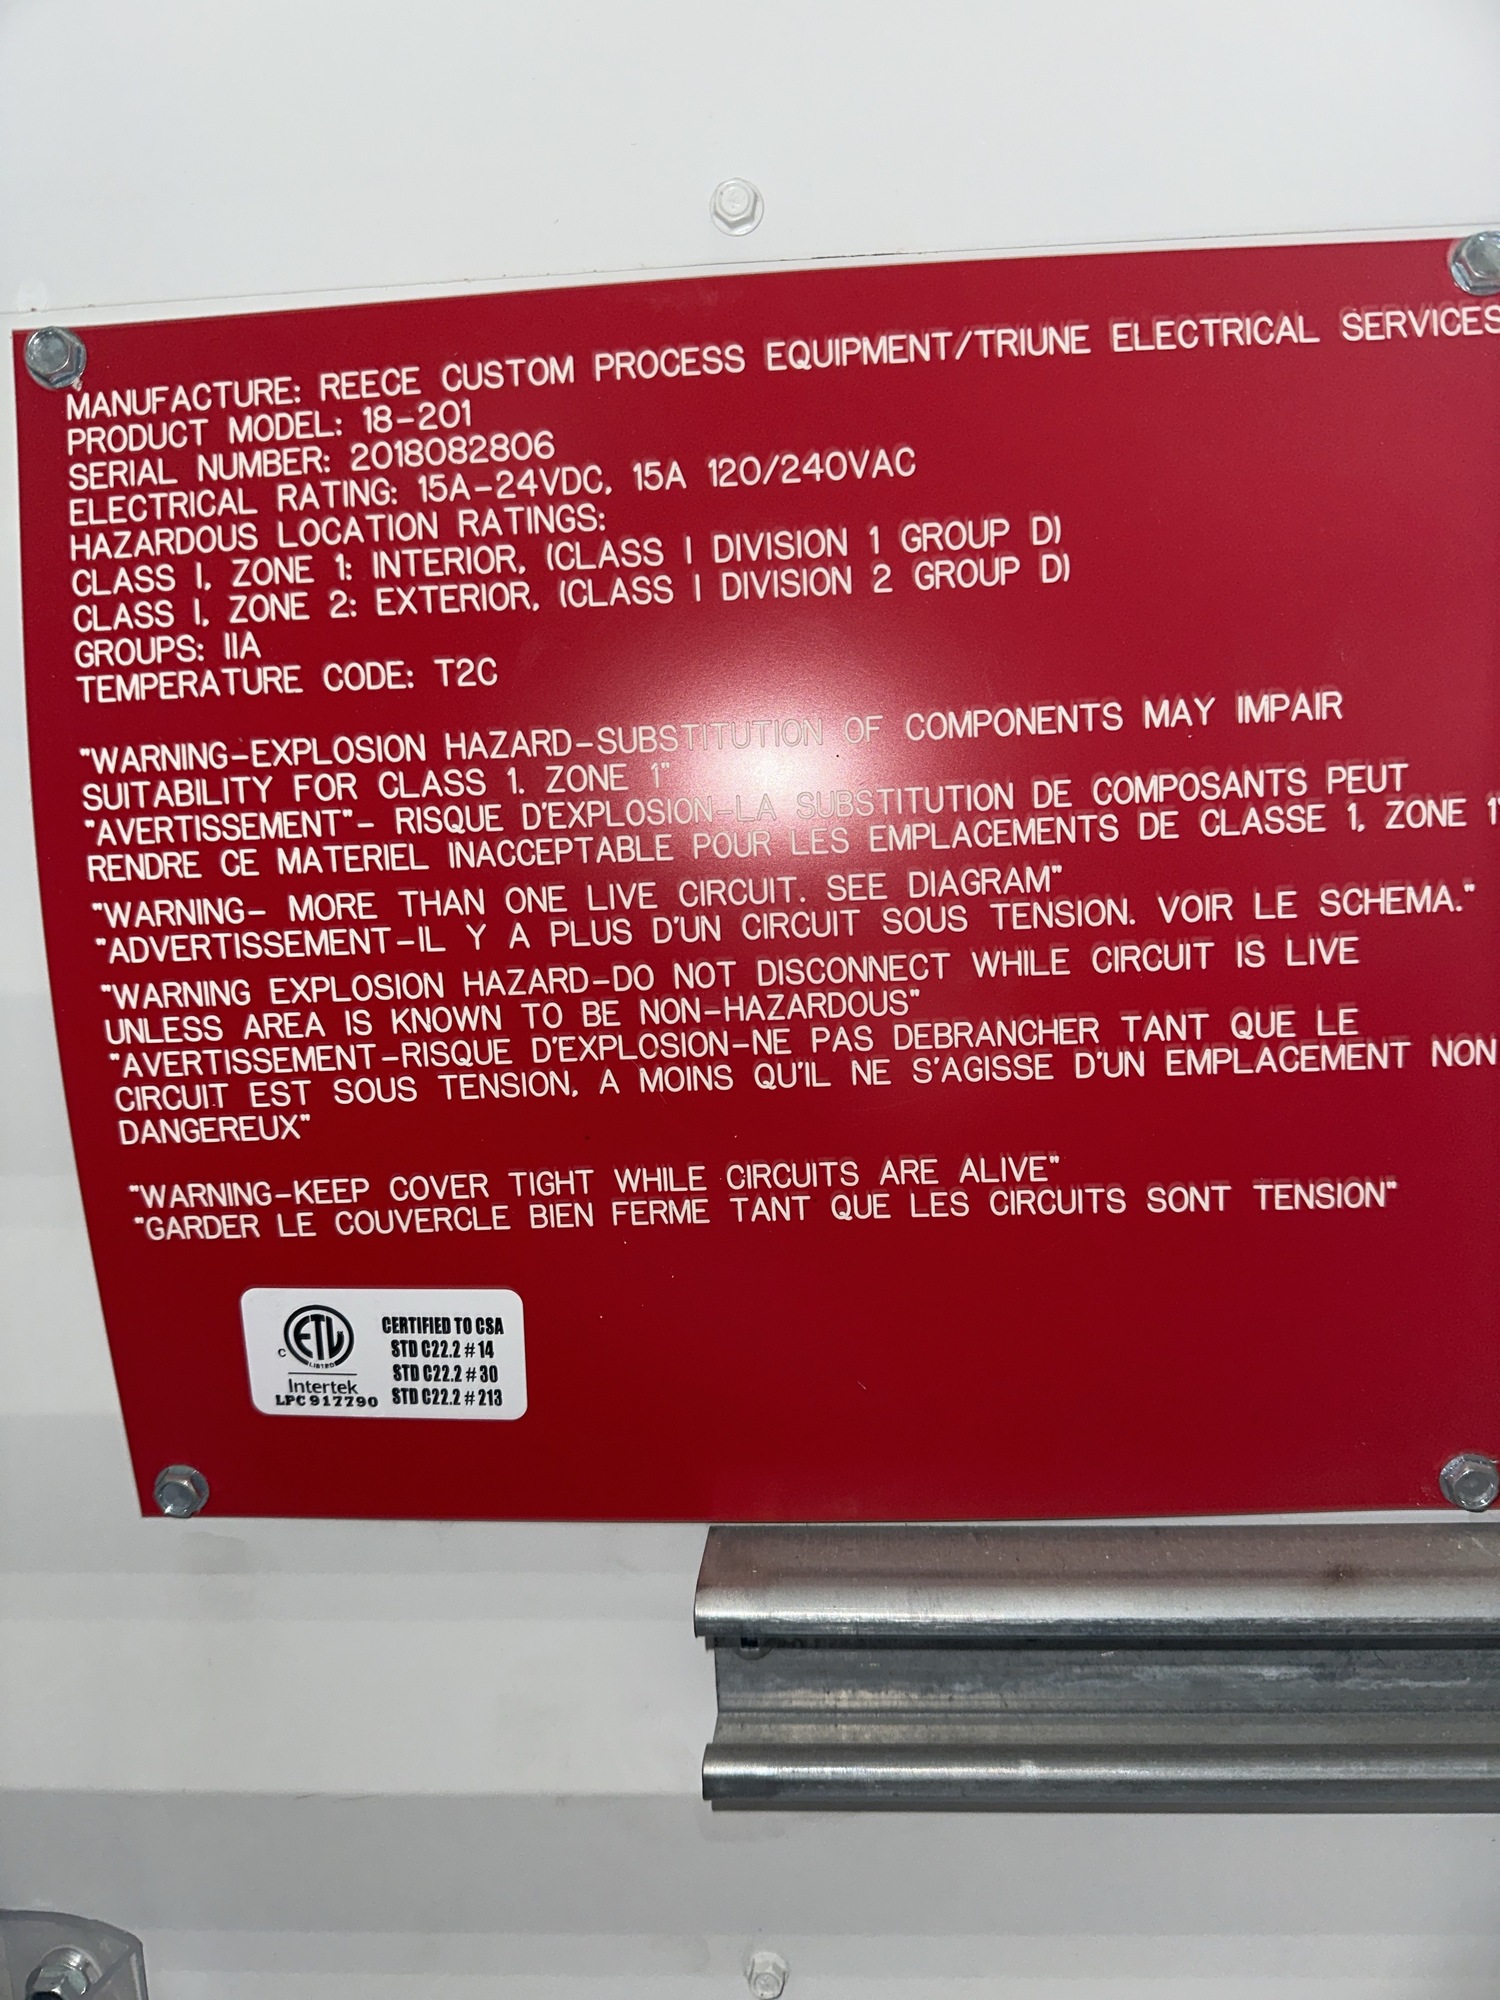 MANUFACTURE: REECE CUSTOM PROCESS EQUIPMENT/TRIUNE ELECTRICAL SERVICES
PRODUCT MODEL: 18-201
SERIAL NUMBER: 2018082806
ELECTRICAL RATING: 15A-24VDC, 15A 120/240VAC
HAZARDOUS LOCATION RATINGS:
CLASS I, ZONE 1: INTERIOR, (CLASS I DIVISION 1 GROUP D)
CLASS I, ZONE 2: EXTERIOR, (CLASS I DIVISION 2 GROUP D)
GROUPS: IIA
TEMPERATURE CODE: T2C
"WARNING-EXPLOSION HAZARD-SUBSTITUTION OF COMPONENTS MAY IMPAIR
SUITABILITY FOR CLASS 1, ZONE 1"
"AVERTISSEMENT"- RISQUE D'EXPLOSION-LA SUBSTITUTION DE COMPOSANTS PEUT
RENDRE CE MATERIEL INACCEPTABLE POUR LES EMPLACEMENTS DE CLASSE 1, ZONE 1"
"WARNING- MORE THAN ONE LIVE CIRCUIT. SEE DIAGRAM"
"ADVERTISSEMENT-IL Y A PLUS D'UN CIRCUIT SOUS TENSION. VOIR LE SCHEMA."
"WARNING EXPLOSION HAZARD-DO NOT DISCONNECT WHILE CIRCUIT IS LIVE
UNLESS AREA IS KNOWN TO BE NON-HAZARDOUS"
"AVERTISSEMENT-RISQUE D'EXPLOSION-NE PAS DEBRANCHER TANT QUE LE
CIRCUIT EST SOUS TENSION, A MOINS QU'IL NE S'AGISSE D'UN EMPLACEMENT NON
DANGEREUX"
"WARNING-KEEP COVER TIGHT WHILE CIRCUITS ARE ALIVE"
"GARDER LE COUVERCLE BIEN FERME TANT QUE LES CIRCUITS SONT TENSION"
C ETL LISTED
Intertek
LPC917790
CERTIFIED TO CSA
STD C22.2 # 14
STD C22.2 # 30
STD C22.2 # 213